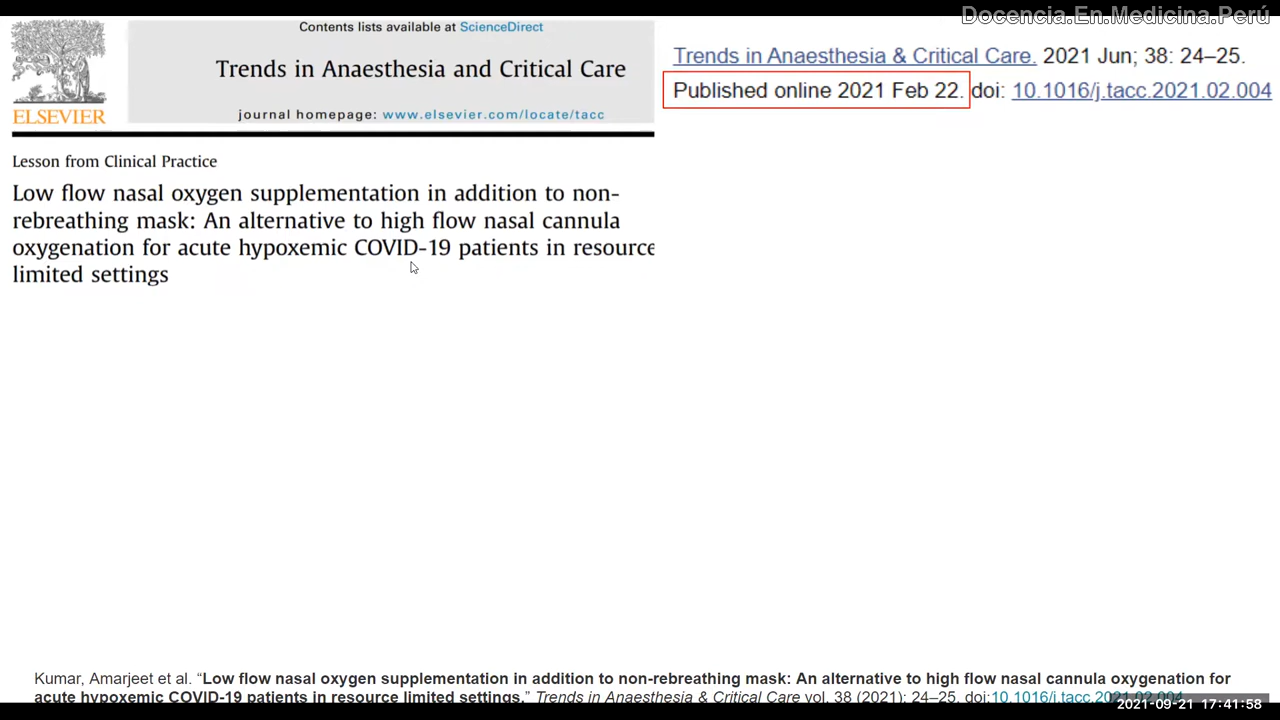 Docencia.En.Medicina.Perú
Contents lists available at ScienceDirect
Trends in Anaesthesia and Critical Care
ELSEVIER
journal homepage: www.elsevier.com/locate/tacc
Trends in Anaesthesia & Critical Care. 2021 Jun; 38: 24–25.
Published online 2021 Feb 22. doi: 10.1016/j.tacc.2021.02.004
Lesson from Clinical Practice
Low flow nasal oxygen supplementation in addition to non-
rebreathing mask: An alternative to high flow nasal cannula
oxygenation for acute hypoxemic COVID-19 patients in resource
limited settings
Kumar, Amarjeet et al. “Low flow nasal oxygen supplementation in addition to non-rebreathing mask: An alternative to high flow nasal cannula oxygenation for
acute hypoxemic COVID-19 patients in resource limited settings.” Trends in Anaesthesia & Critical Care vol. 38 (2021): 24–25. doi:10.1016/j.tacc.2021.02.004
2021-09-21 17:41:58